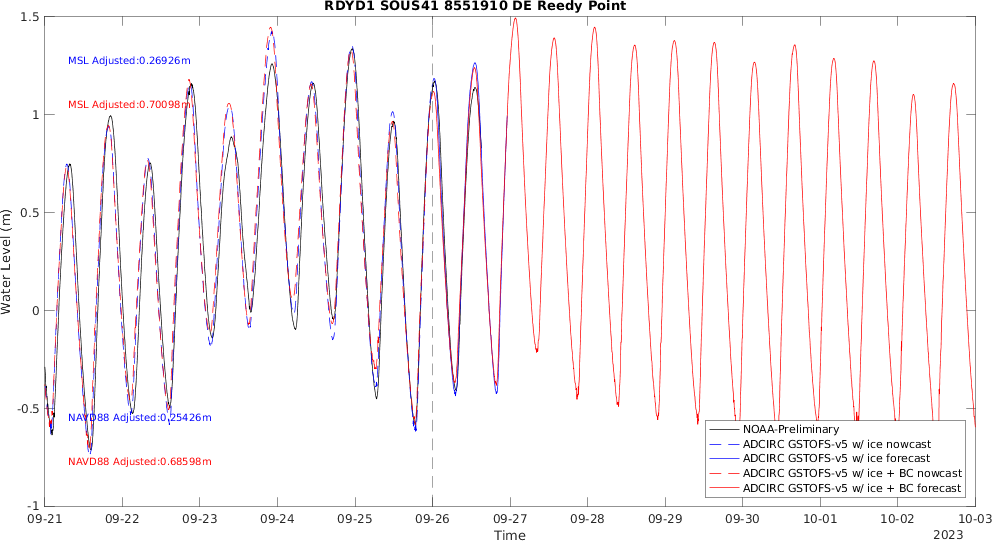 RDYD1 SOUS41 8551910 DE Reedy Point
1.5
1
0.5
0
-0.5
-1
Water Level (m)
MSL Adjusted:0.26926m
MSL Adjusted:0.70098m
NAVD88 Adjusted:0.25426m
NAVD88 Adjusted:0.68598m
NOAA-Preliminary
ADCIRC GSTOFS-v5 w/ ice nowcast
ADCIRC GSTOFS-v5 w/ ice forecast
ADCIRC GSTOFS-v5 w/ ice + BC nowcast
ADCIRC GSTOFS-v5 w/ ice + BC forecast
09-21 09-22 09-23 09-24 09-25 09-26 09-27 09-28 09-29 09-30 10-01 10-02 10-03
Time
2023